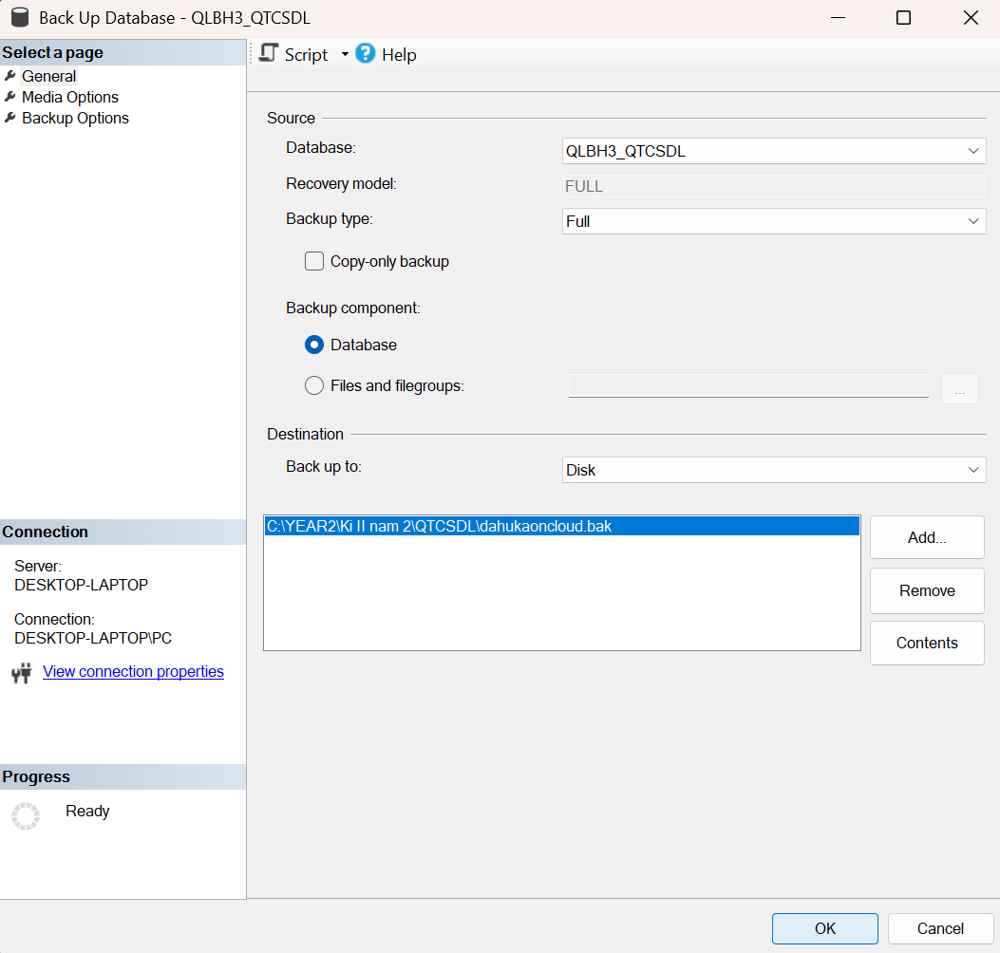 Back Up Database - QLBH3_QTCSDL
Select a page
General
Media Options
Backup Options
Script
Help
Source
Database:
QLBH3_QTCSDL
Recovery model:
FULL
Backup type:
Full
Copy-only backup
Backup component:
Database
Files and filegroups:
...
Destination
Back up to:
Disk
C:\YEAR2\Ki II nam 2\QTCSDL\dahukaoncloud.bak
Add...
Remove
Contents
Connection
Server:
DESKTOP-LAPTOP
Connection:
DESKTOP-LAPTOP\PC
View connection properties
Progress
Ready
OK
Cancel